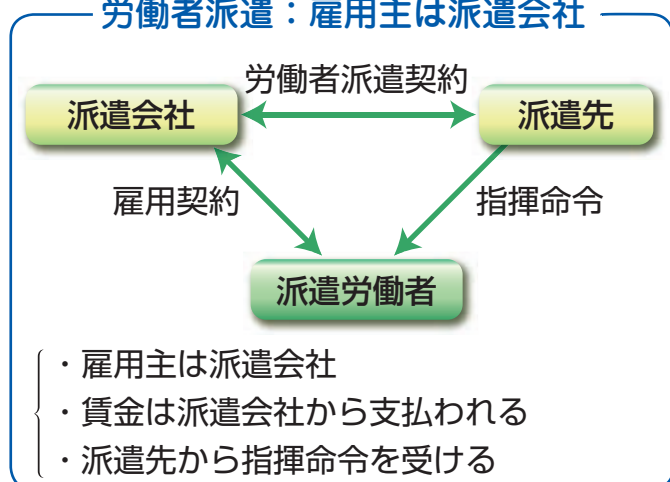 労働者派遣：雇用主は派遣会社
労働者派遣契約
派遣会社
派遣先
雇用契約
指揮命令
派遣労働者
・雇用主は派遣会社
・賃金は派遣会社から支払われる
・派遣先から指揮命令を受ける